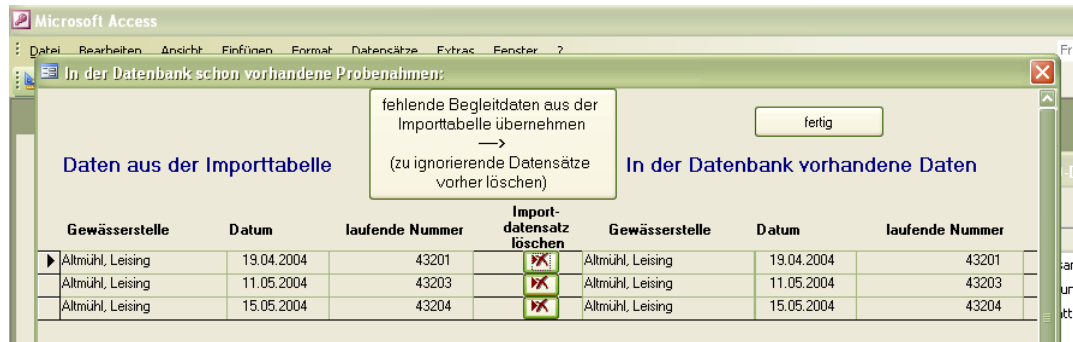 Microsoft Access
Datei Bearbeiten Ansicht Einfügen Format Datensätze Extras Fenster ?
Fr
In der Datenbank schon vorhandene Probenahmen:
fehlende Begleitdaten aus der
Importtabelle übernehmen
-->
(zu ignorierende Datensätze
vorher löschen)
fertig
Daten aus der Importtabelle
In der Datenbank vorhandene Daten
Gewässerstelle Datum laufende Nummer Import-
datensatz
löschen
Gewässerstelle Datum laufende Nummer
Altmühl, Leising 19.04.2004 43201 Altmühl, Leising 19.04.2004 43201
Altmühl, Leising 11.05.2004 43203 Altmühl, Leising 11.05.2004 43203
Altmühl, Leising 15.05.2004 43204 Altmühl, Leising 15.05.2004 43204